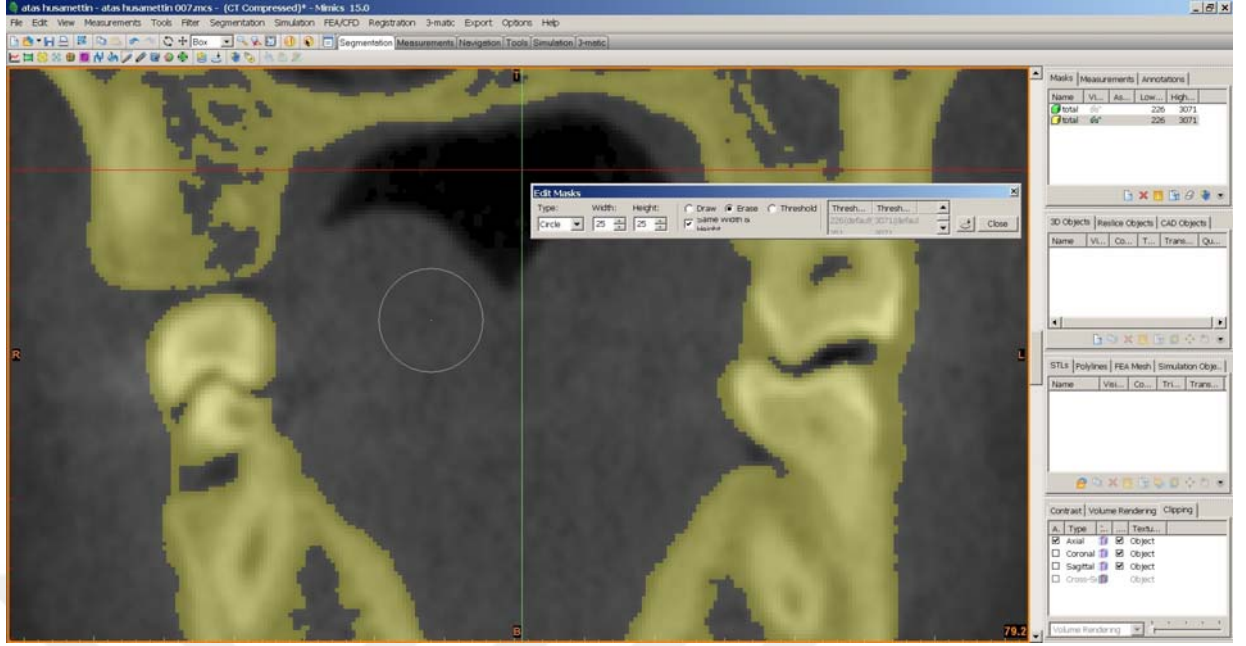 atas husamettin - atas husamettin 007.mcs - (CT Compressed)* - Mimics 15.0
File Edit View Measurements Tools Filter Segmentation Simulation FEA/CFD Registration 3-matic Export Options Help
Box Segmentation Measurements Navigation Tools Simulation 3-matic
T
R
L
B
79.2
Edit Masks
Type: Width: Height: Draw Erase Threshold Thresh... Thresh...
Circle 25 25 Same Width & Height 226(default) 3071(defaul Close
Masks Measurements Annotations
Name Vi... As... Low... High...
total 226 3071
total 226 3071
3D Objects Reslice Objects CAD Objects
Name Vi... Co... T... Trans... Qu...
STLs Polylines FEA Mesh Simulation Obje..
Name Visi... Co... Tri... Trans...
Contrast Volume Rendering Clipping
A. Type ... Textu...
Axial Object
Coronal Object
Sagittal Object
Cross-Se Object
Volume Rendering